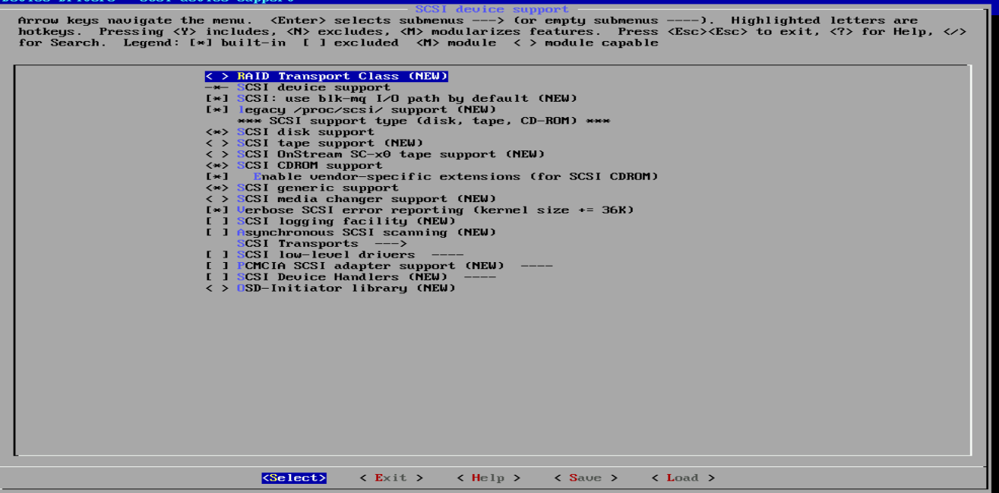 SCSI device support
Arrow keys navigate the menu. <Enter> selects submenus ---> (or empty submenus ----). Highlighted letters are
hotkeys. Pressing <Y> includes, <N> excludes, <M> modularizes features. Press <Esc><Esc> to exit, <?> for Help, </>
for Search. Legend: [*] built-in [ ] excluded <M> module < > module capable
< > RAID Transport Class (NEW)
-*- SCSI device support
[*] SCSI: use blk-mq I/O path by default (NEW)
[*] legacy /proc/scsi/ support (NEW)
*** SCSI support type (disk, tape, CD-ROM) ***
<*> SCSI disk support
< > SCSI tape support (NEW)
< > SCSI OnStream SC-x0 tape support (NEW)
<*> SCSI CDROM support
[*] Enable vendor-specific extensions (for SCSI CDROM)
<*> SCSI generic support
< > SCSI media changer support (NEW)
[*] Verbose SCSI error reporting (kernel size += 36K)
[ ] SCSI logging facility (NEW)
[ ] Asynchronous SCSI scanning (NEW)
SCSI Transports --->
[ ] SCSI low-level drivers ----
[ ] PCMCIA SCSI adapter support (NEW) ----
[ ] SCSI Device Handlers (NEW) ----
< > OSD-Initiator library (NEW)
<Select> < Exit > < Help > < Save > < Load >